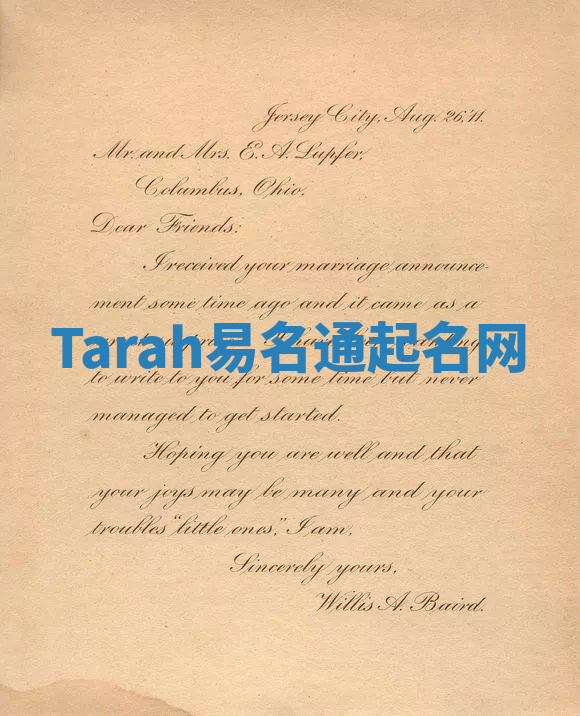 Jersey City, Aug. 26,'11.
Mr. and Mrs. E. A. Lupfer,
Columbus, Ohio.
Dear Friends:
I received your marriage announce-
ment some time ago and it came as a
Tarah易名通起名网
to write to you for some time but never
managed to get started.
Hoping you are well and that
your joys may be many and your
troubles "little ones," I am,
Sincerely yours,
Willis A. Baird.